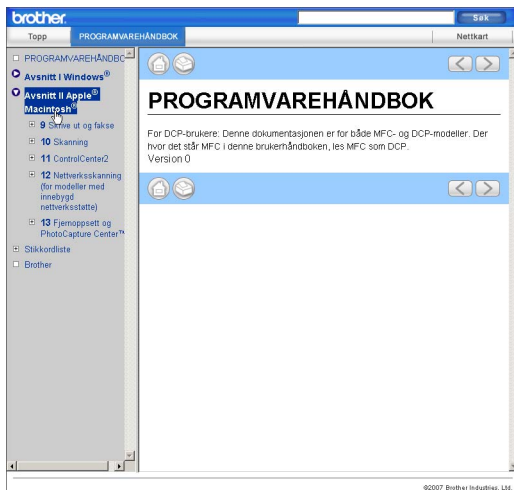 brother.
Søk
Topp
PROGRAMVAREHÅNDBOK
Nettkart
PROGRAMVAREHÅNDBC
Avsnitt I Windows®
Avsnitt II Apple®
Macintosh®
9 Skrive ut og fakse
10 Skanning
11 ControlCenter2
12 Nettverksskanning
(for modeller med
innebygd
nettverksstøtte)
13 Fjernoppsett og
PhotoCapture Center™
Stikkordliste
Brother
PROGRAMVAREHÅNDBOK
For DCP-brukere: Denne dokumentasjonen er for både MFC- og DCP-modeller. Der
hvor det står MFC i denne brukerhåndboken, les MFC som DCP.
Version 0
©2007 Brother Industries, Ltd.